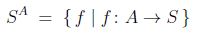 S^A = { f | f: A → S }